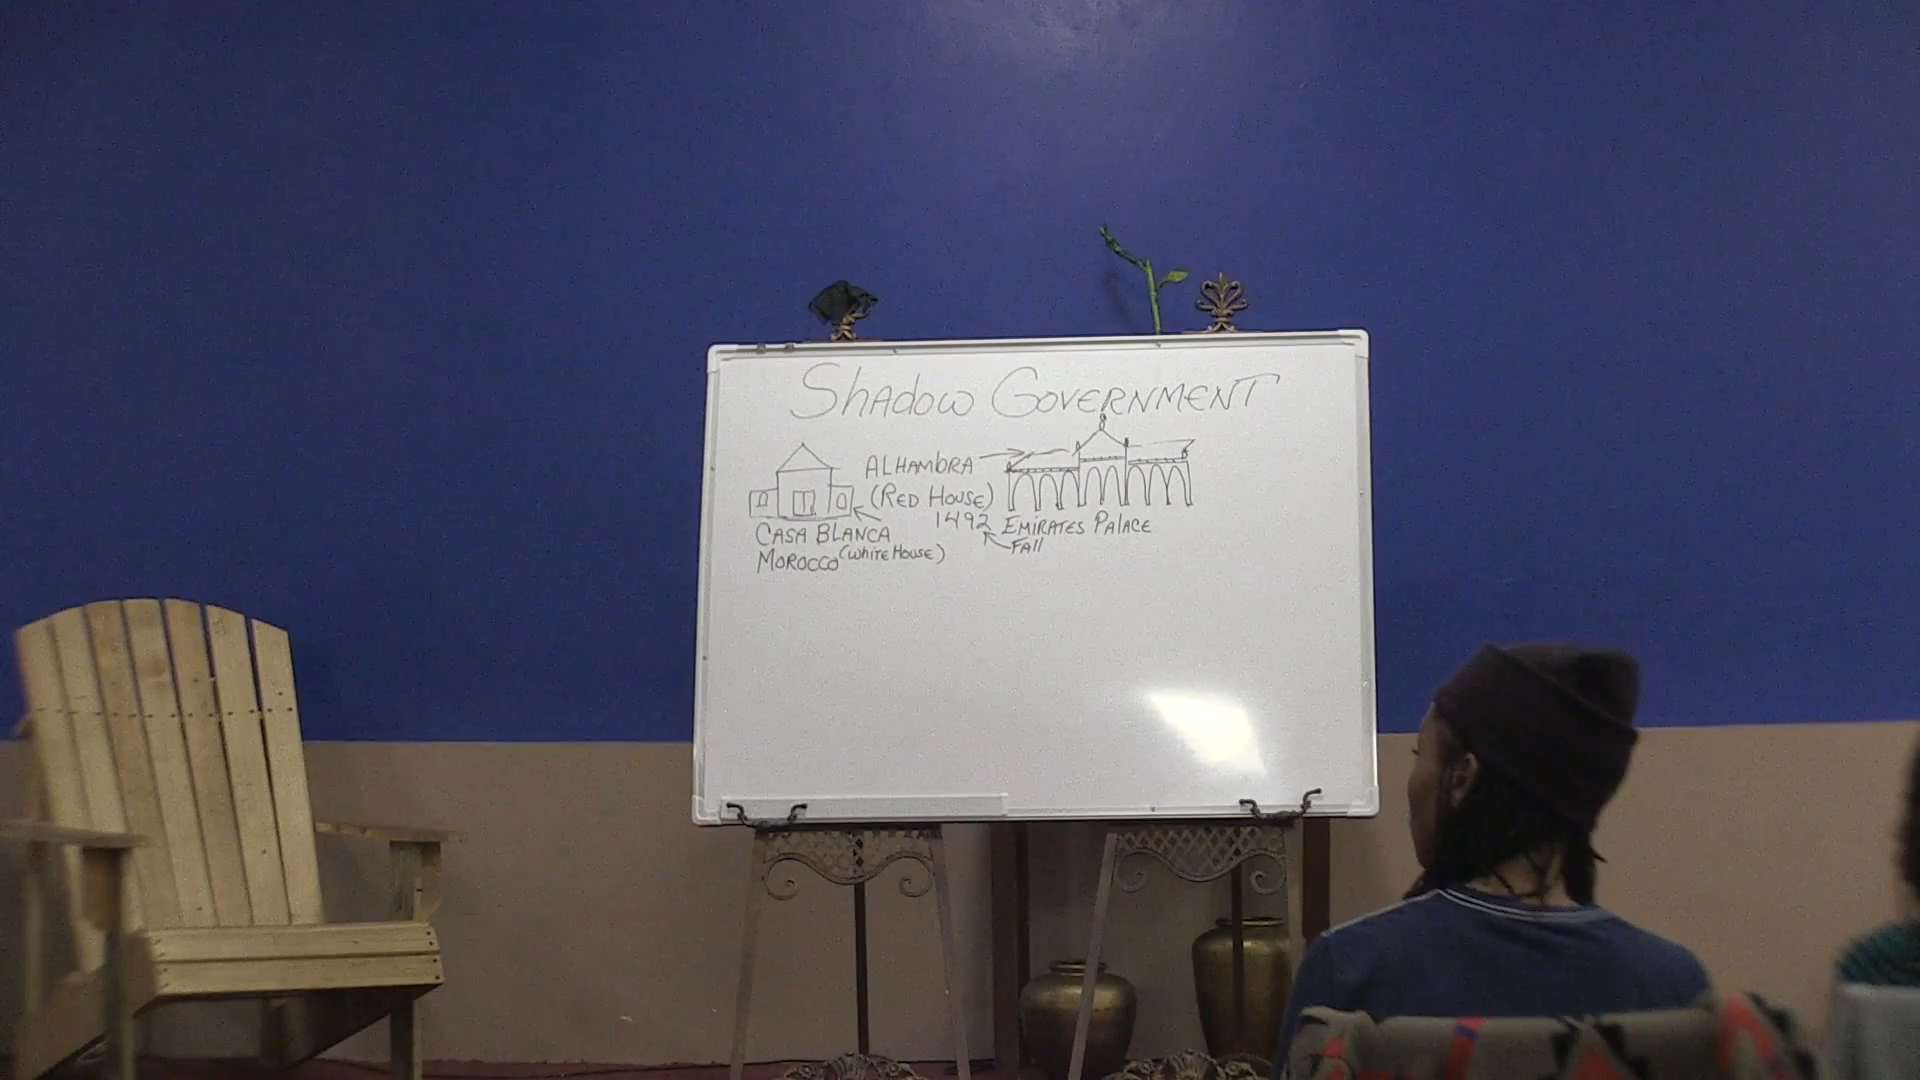 Shadow Government
Alhambra
(Red House)
1492
Casa Blanca
Morocco (White House)
Emirates Palace
Fall